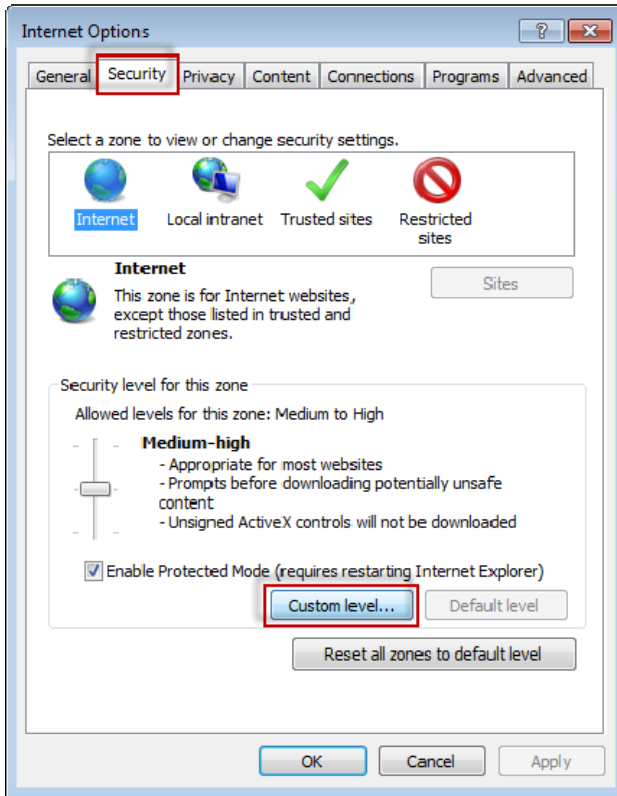 Internet Options
General Security Privacy Content Connections Programs Advanced
Select a zone to view or change security settings.
Internet Local intranet Trusted sites Restricted
sites
Internet
Sites
This zone is for Internet websites,
except those listed in trusted and
restricted zones.
Security level for this zone
Allowed levels for this zone: Medium to High
Medium-high
- Appropriate for most websites
- Prompts before downloading potentially unsafe
content
- Unsigned ActiveX controls will not be downloaded
Enable Protected Mode (requires restarting Internet Explorer)
Custom level... Default level
Reset all zones to default level
OK Cancel Apply